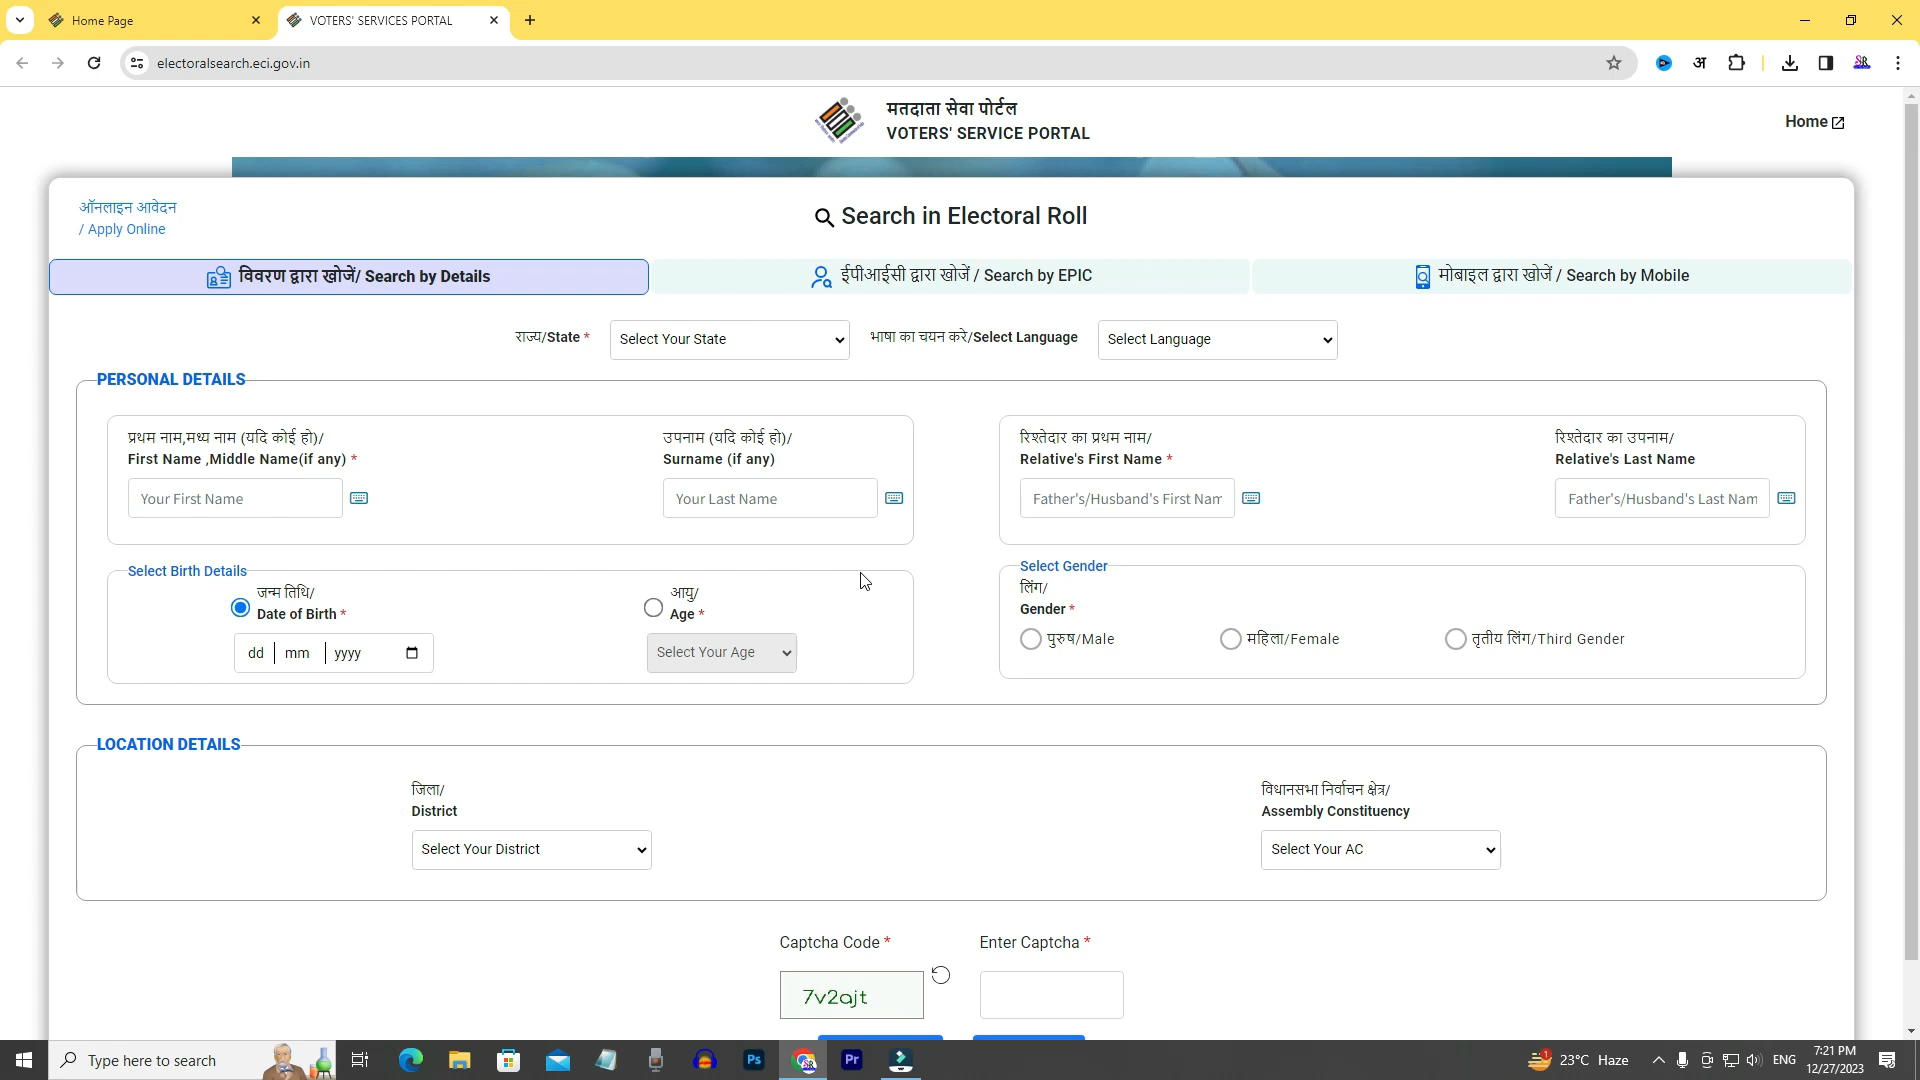 Home Page
VOTERS' SERVICES PORTAL
electoralsearch.eci.gov.in
अ
मतदाता सेवा पोर्टल
VOTERS' SERVICE PORTAL
Home
ऑनलाइन आवेदन
/ Apply Online
Search in Electoral Roll
विवरण द्वारा खोजें/ Search by Details
ईपीआईसी द्वारा खोजें / Search by EPIC
मोबाइल द्वारा खोजें / Search by Mobile
राज्य/State *
Select Your State
भाषा का चयन करे/Select Language
Select Language
PERSONAL DETAILS
प्रथम नाम,मध्य नाम (यदि कोई हो)/
First Name ,Middle Name(if any) *
Your First Name
उपनाम (यदि कोई हो)/
Surname (if any)
Your Last Name
रिश्तेदार का प्रथम नाम/
Relative's First Name *
Father's/Husband's First Nam
रिश्तेदार का उपनाम/
Relative's Last Name
Father's/Husband's Last Nam
Select Birth Details
जन्म तिथि/
Date of Birth *
dd mm yyyy
आयु/
Age *
Select Your Age
Select Gender
लिंग/
Gender *
पुरुष/Male
महिला/Female
तृतीय लिंग/Third Gender
LOCATION DETAILS
जिला/
District
Select Your District
विधानसभा निर्वाचन क्षेत्र/
Assembly Constituency
Select Your AC
Captcha Code *
Enter Captcha *
7v2ajt
Type here to search
Ps
Pr
1
23°C Haze
ENG
7:21 PM
12/27/2023